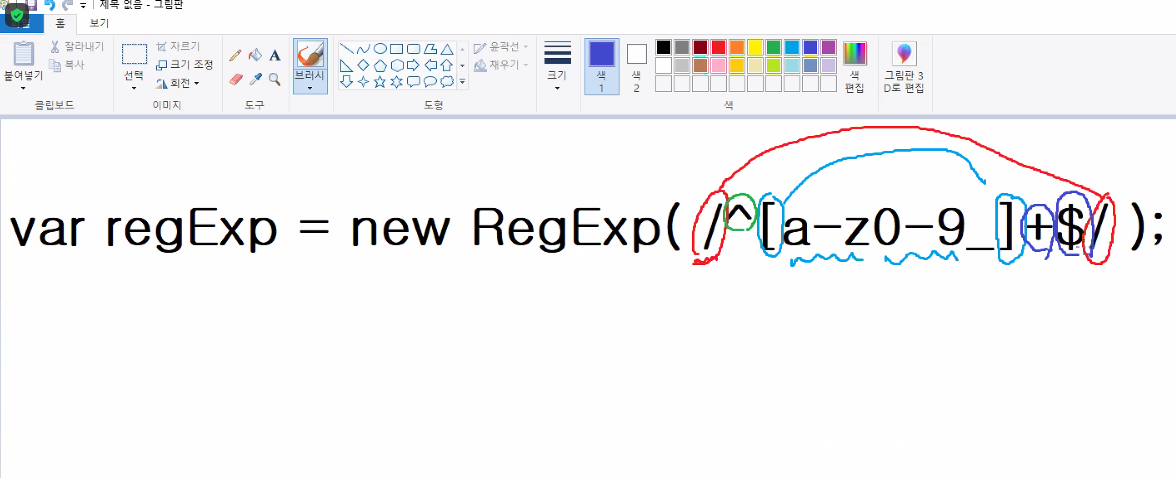 제목 없음 - 그림판
홈 보기
붙여넣기
잘라내기
복사
클립보드
선택
자르기
크기 조정
회전
이미지
A
도구
브러시
윤곽선
채우기
도형
크기
색
1
색
2
색
편집
색
그림판 3
D로 편집
var regExp = new RegExp( /^[a-z0-9_]+$/ );